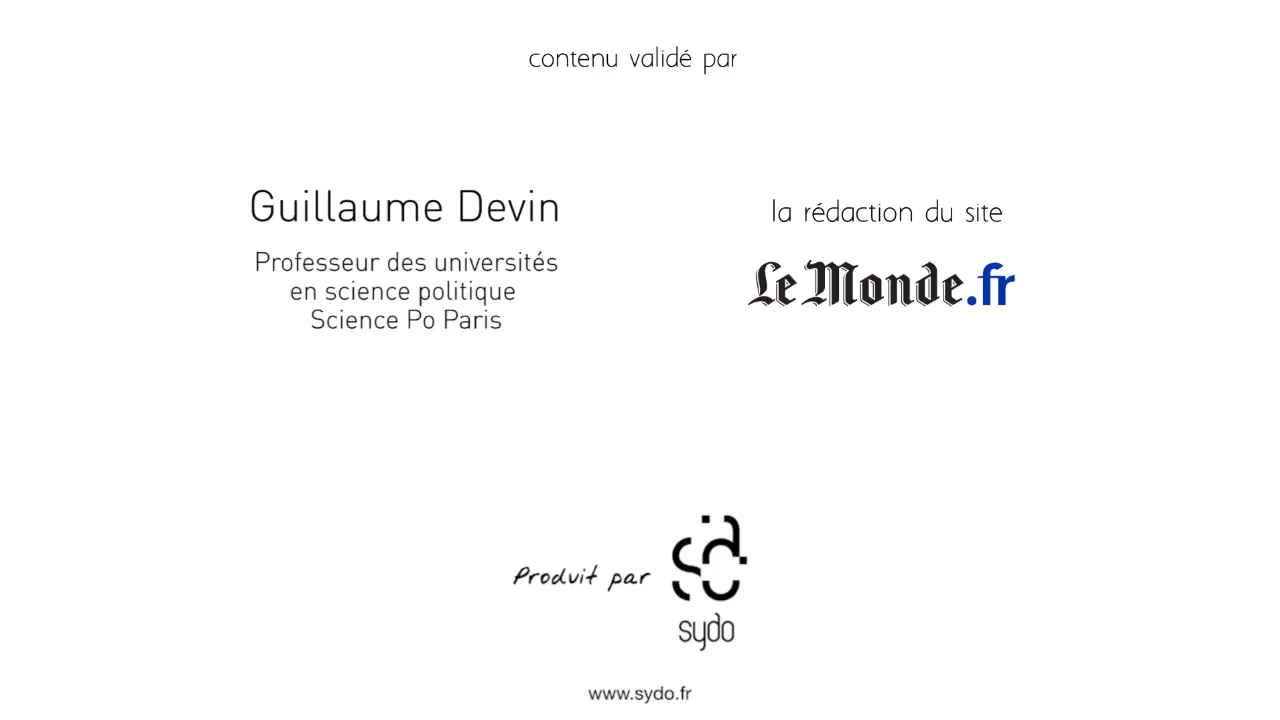 contenu validé par
Guillaume Devin
Professeur des universités
en science politique
Science Po Paris
la rédaction du site
Le Monde.fr
Produit par
sydo
www.sydo.fr